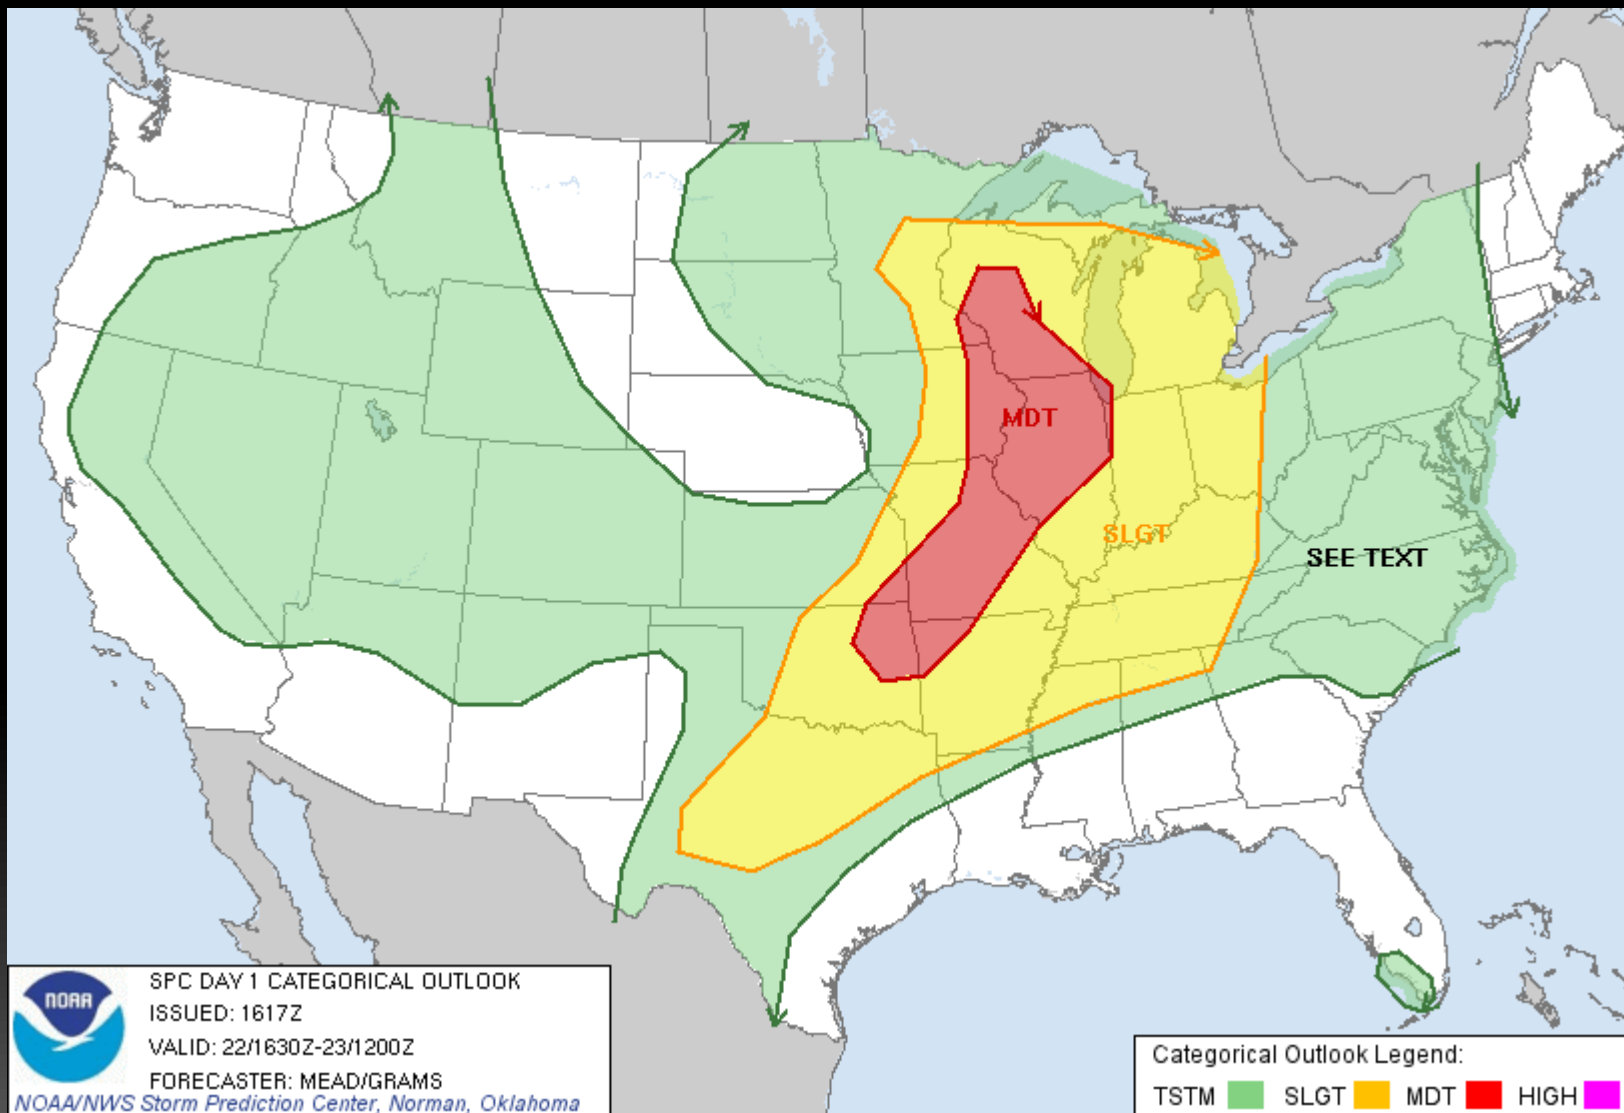 MDT
SLGT
SEE TEXT
NOAA
SPC DAY 1 CATEGORICAL OUTLOOK
ISSUED: 1617Z
VALID: 22/1630Z-23/1200Z
FORECASTER: MEAD/GRAMS
NOAA/NWS Storm Prediction Center, Norman, Oklahoma
Categorical Outlook Legend:
TSTM SLGT MDT HIGH